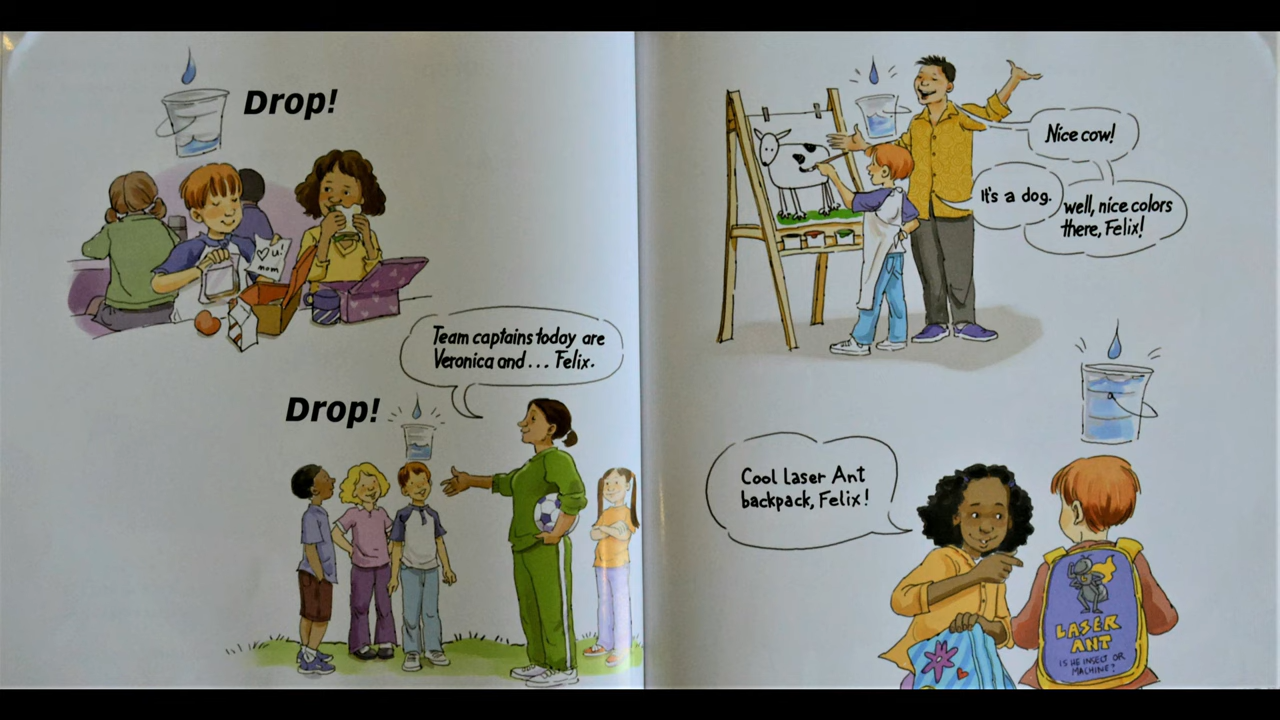 Drop!
♡ u!
mom
Team captains today are
Veronica and... Felix.
Drop!
Nice cow!
It's a dog.
well, nice colors
there, Felix!
Cool Laser Ant
backpack, Felix!
LASER
ANT
IS HE INSECT OR
MACHINE?